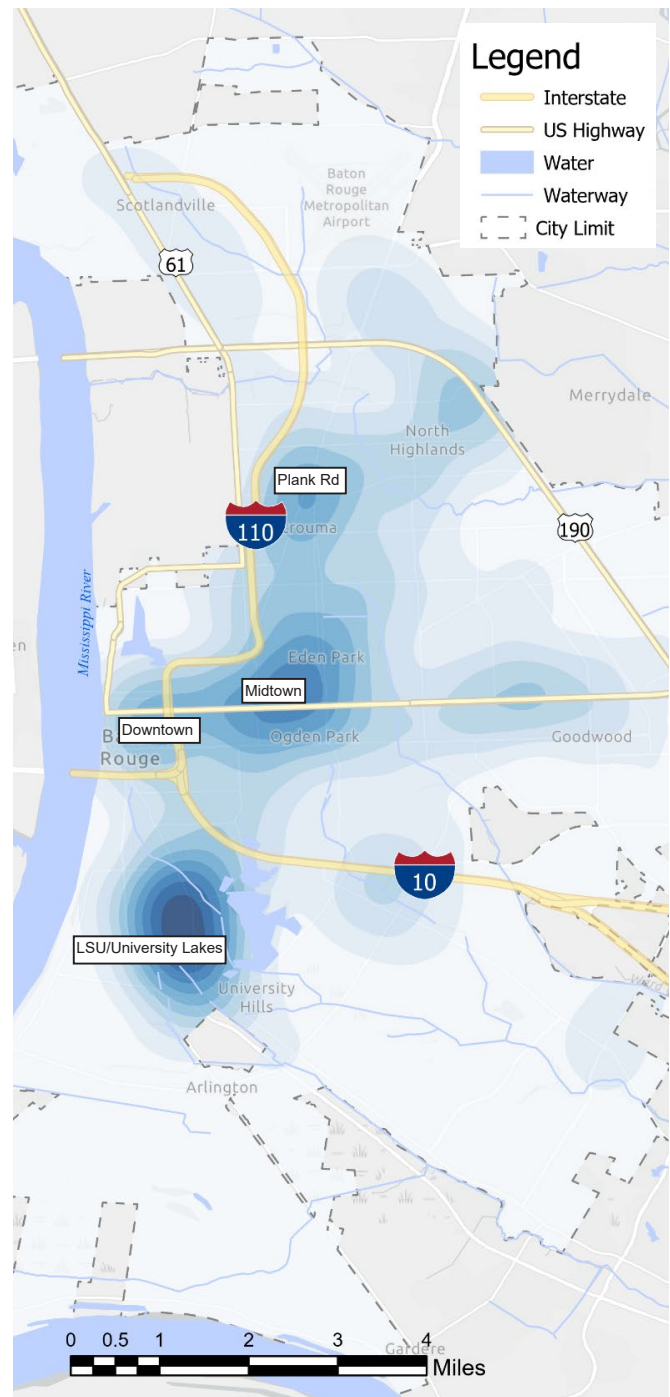 Legend
Interstate
US Highway
Water
Waterway
City Limit
Baton
Rouge
Metropolitan
Airport
Scotlandville
61
Merrydale
North
Highlands
Plank Rd
110
190
Mississippi River
Eden Park
Midtown
Downtown
Rouge
Ogden Park
Goodwood
10
LSU/University Lakes
University
Hills
Arlington
Gardere
0 0.5 1 2 3 4
Miles